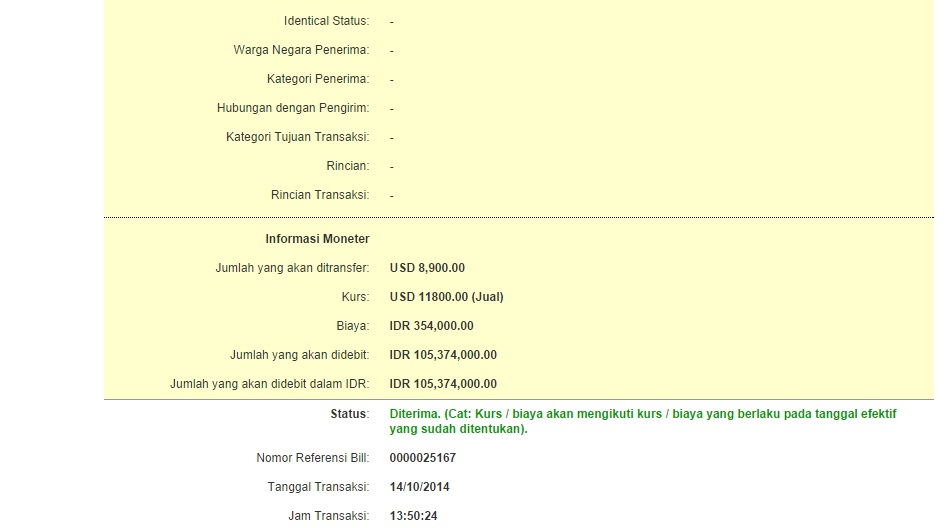 Identical Status: -
Warga Negara Penerima: -
Kategori Penerima: -
Hubungan dengan Pengirim: -
Kategori Tujuan Transaksi: -
Rincian: -
Rincian Transaksi: -
Informasi Moneter
Jumlah yang akan ditransfer: USD 8,900.00
Kurs: USD 11800.00 (Jual)
Biaya: IDR 354,000.00
Jumlah yang akan didebit: IDR 105,374,000.00
Jumlah yang akan didebit dalam IDR: IDR 105,374,000.00
Status: Diterima. (Cat: Kurs / biaya akan mengikuti kurs / biaya yang berlaku pada tanggal efektif
yang sudah ditentukan).
Nomor Referensi Bill: 0000025167
Tanggal Transaksi: 14/10/2014
Jam Transaksi: 13:50:24